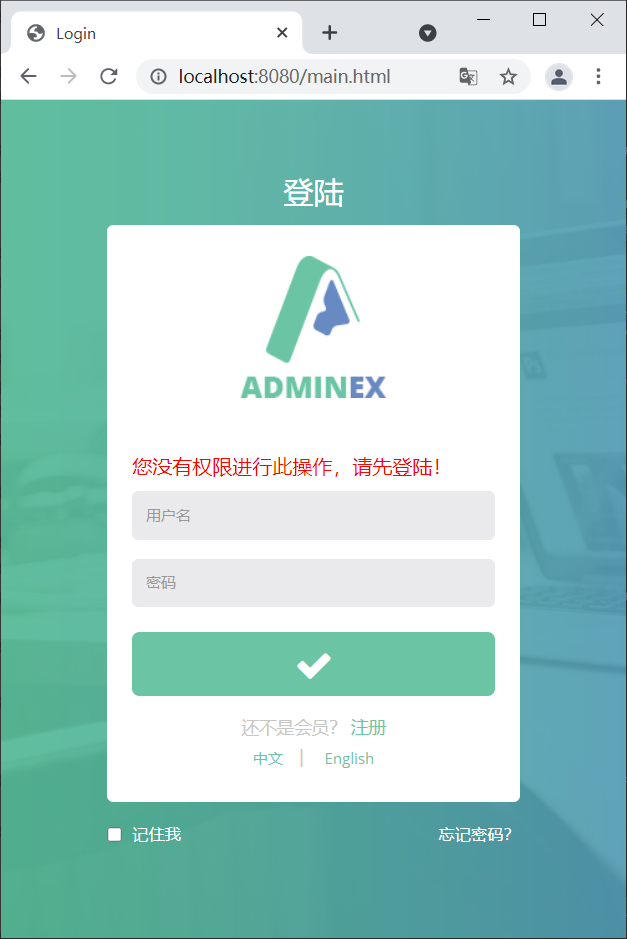 Login
localhost:8080/main.html
登陆
ADMINEX
您没有权限进行此操作，请先登陆！
用户名
密码
还不是会员？ 注册
中文 | English
记住我 忘记密码？